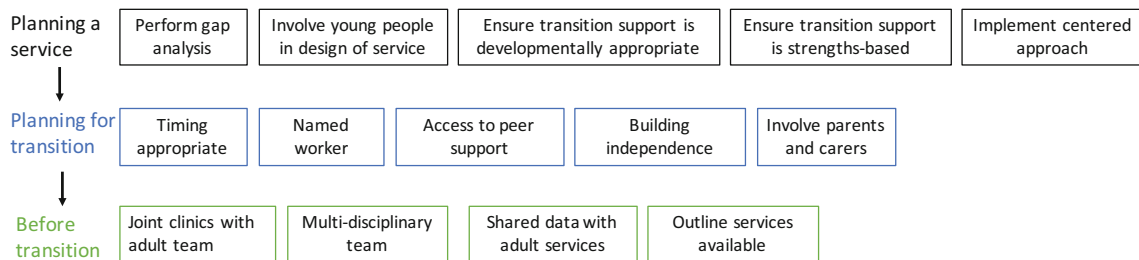 Planning a
service
Perform gap
analysis
Involve young people
in design of service
Ensure transition support is
developmentally appropriate
Ensure transition support
is strengths-based
Implement centered
approach
Planning for
transition
Timing
appropriate
Named
worker
Access to peer
support
Building
independence
Involve parents
and carers
Before
transition
Joint clinics with
adult team
Multi-disciplinary
team
Shared data with
adult services
Outline services
available